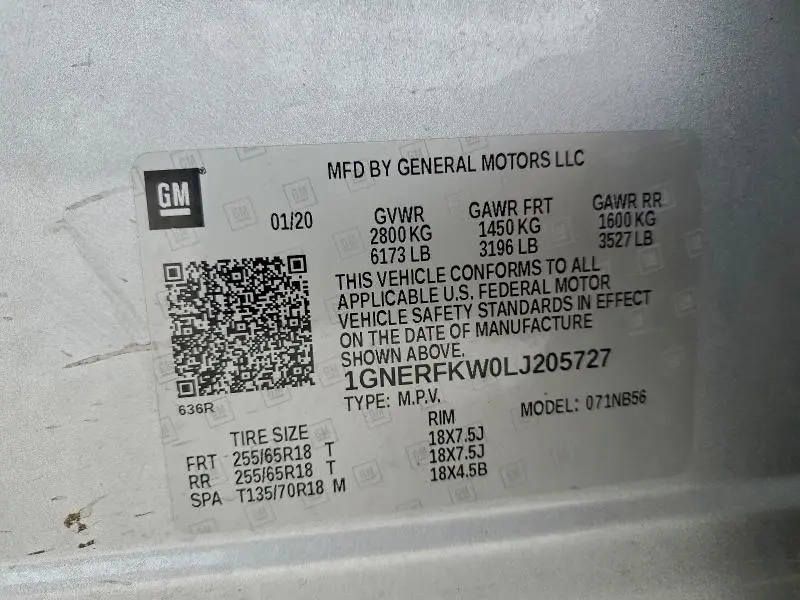 MFD BY GENERAL MOTORS LLC
GM
01/20
GVWR
2800 KG
6173 LB
GAWR FRT
1450 KG
3196 LB
GAWR RR
1600 KG
3527 LB
THIS VEHICLE CONFORMS TO ALL
APPLICABLE U.S. FEDERAL MOTOR
VEHICLE SAFETY STANDARDS IN EFFECT
ON THE DATE OF MANUFACTURE
SHOWN ABOVE.
1GNERFKW0LJ205727
TYPE: M.P.V. MODEL: 071NB56
636R
TIRE SIZE RIM
FRT 255/65R18 T 18X7.5J
RR 255/65R18 T 18X7.5J
SPA T135/70R18 M 18X4.5B